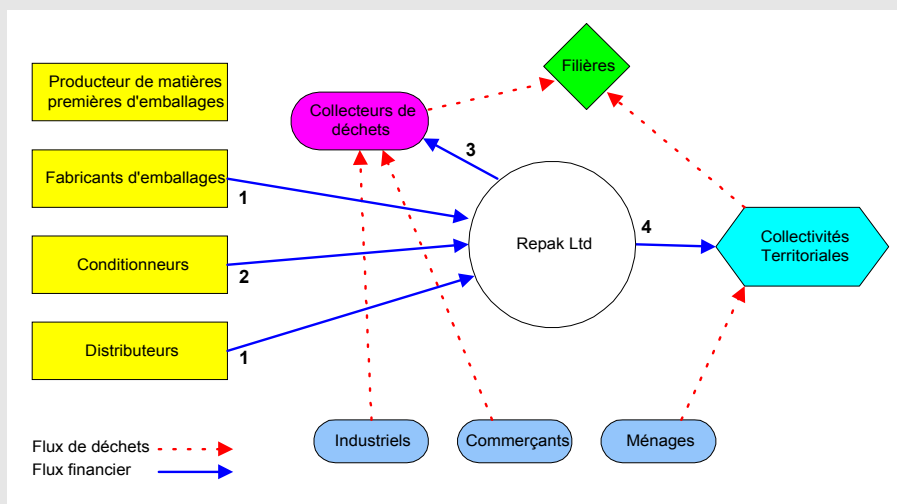 Producteur de matières
premières d'emballages
Filières
Collecteurs de
déchets
3
Fabricants d'emballages
1
Repak Ltd
4
Collectivités
Territoriales
Conditionneurs
2
Distributeurs
1
Industriels
Commerçants
Ménages
Flux de déchets
Flux financier